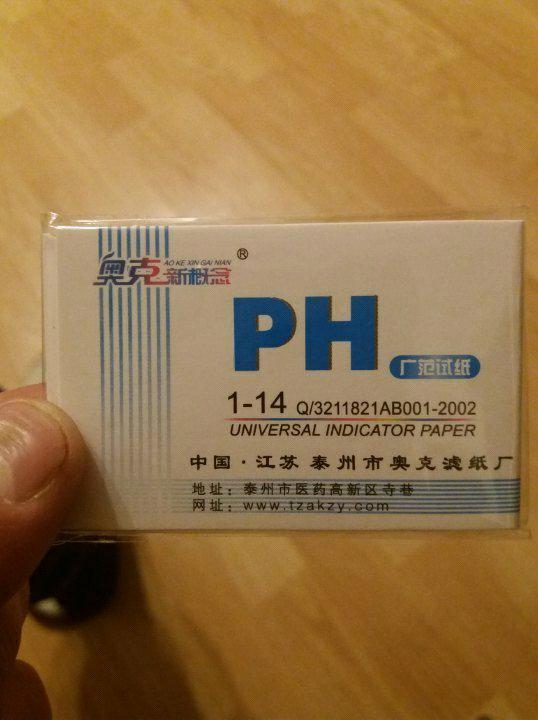 奥克新概念 AO KE XIN GAI NIAN ®
PH 广范试纸
1-14 Q/3211821AB001-2002
UNIVERSAL INDICATOR PAPER
中国·江苏 泰州市奥克滤纸厂
地址：泰州市医药高新区寺巷
网址：www.tzakzy.com